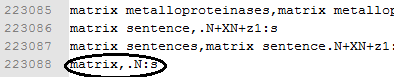 223085 matrix metalloproteinases,matrix metallop
223086 matrix sentence,.N+XN+z1:s
223087 matrix sentences,matrix sentence.N+XN+z1:
223088 matrix,.N:s